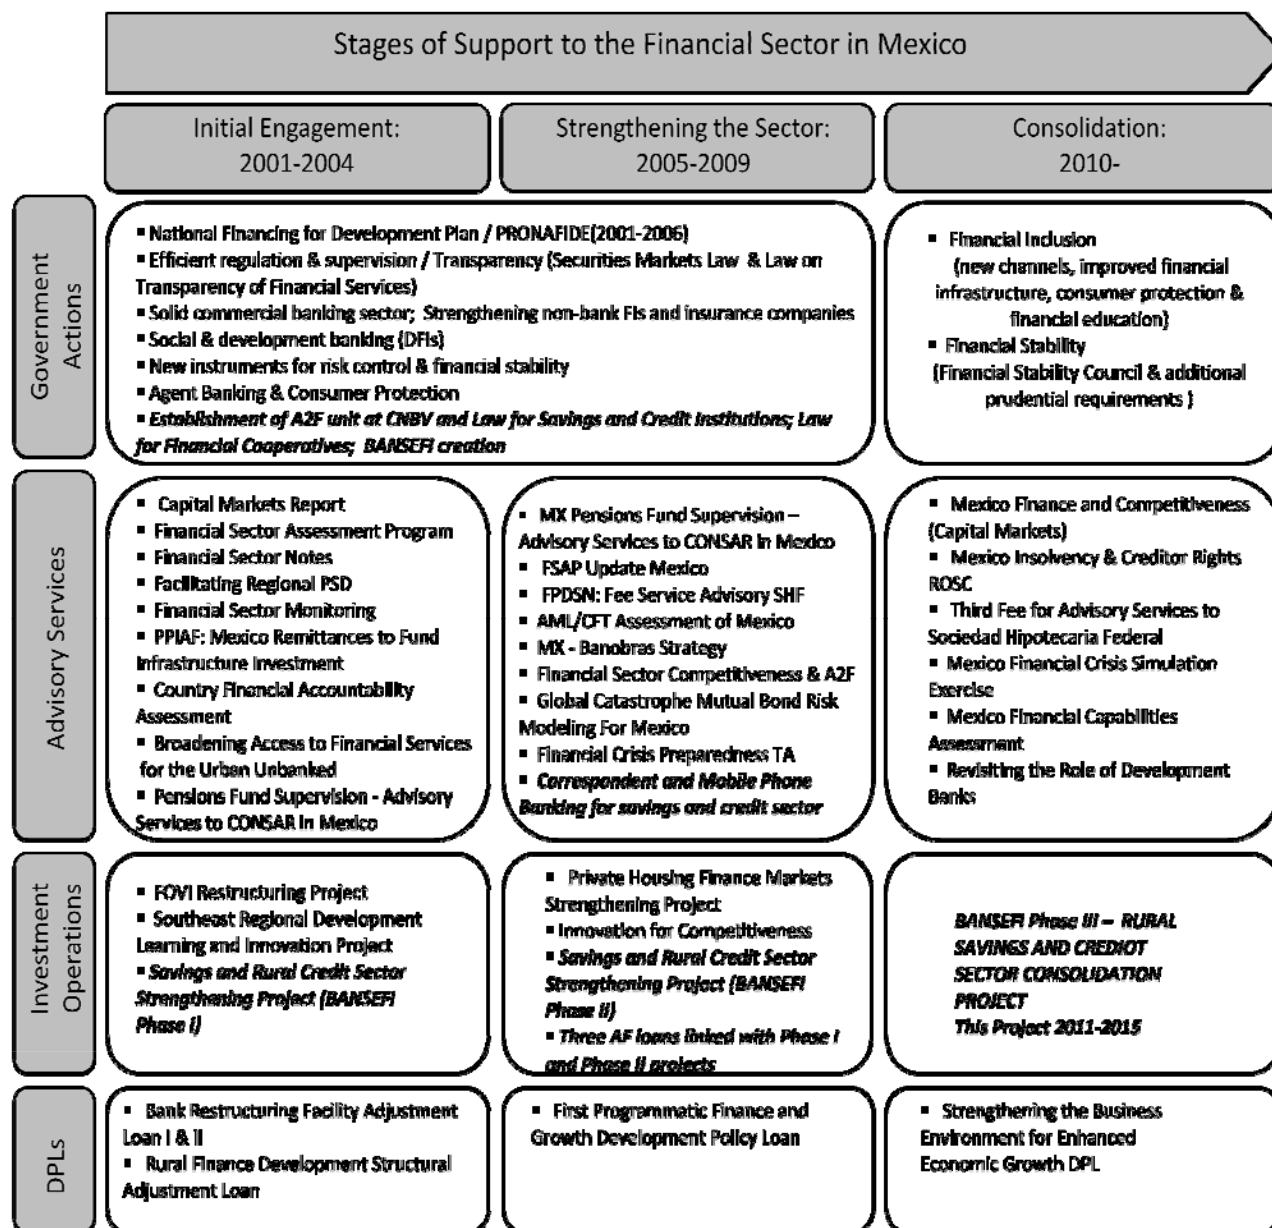 Stages of Support to the Financial Sector in Mexico
Initial Engagement:
2001-2004
Strengthening the Sector:
2005-2009
Consolidation:
2010-
Government
Actions
▪ National Financing for Development Plan / PRONAFIDE(2001-2006)
▪ Efficient regulation & supervision / Transparency (Securities Markets Law & Law on
Transparency of Financial Services)
▪ Solid commercial banking sector; Strengthening non-bank FIs and insurance companies
▪ Social & development banking (DFIs)
▪ New instruments for risk control & financial stability
▪ Agent Banking & Consumer Protection
▪ Establishment of A2F unit at CNBV and Law for Savings and Credit Institutions; Law
for Financial Cooperatives; BANSEFI creation
▪ Financial Inclusion
(new channels, improved financial
infrastructure, consumer protection &
financial education)
▪ Financial Stability
(Financial Stability Council & additional
prudential requirements )
Advisory Services
▪ Capital Markets Report
▪ Financial Sector Assessment Program
▪ Financial Sector Notes
▪ Facilitating Regional PSD
▪ Financial Sector Monitoring
▪ PPIAF: Mexico Remittances to Fund
Infrastructure Investment
▪ Country Financial Accountability
Assessment
▪ Broadening Access to Financial Services
for the Urban Unbanked
▪ Pensions Fund Supervision - Advisory
Services to CONSAR in Mexico
▪ MX Pensions Fund Supervision –
Advisory Services to CONSAR in Mexico
▪ FSAP Update Mexico
▪ FPDSN: Fee Service Advisory SHF
▪ AML/CFT Assessment of Mexico
▪ MX - Banobras Strategy
▪ Financial Sector Competitiveness & A2F
▪ Global Catastrophe Mutual Bond Risk
Modeling For Mexico
▪ Financial Crisis Preparedness TA
▪ Correspondent and Mobile Phone
Banking for savings and credit sector
▪ Mexico Finance and Competitiveness
(Capital Markets)
▪ Mexico Insolvency & Creditor Rights
ROSC
▪ Third Fee for Advisory Services to
Sociedad Hipotecaria Federal
▪ Mexico Financial Crisis Simulation
Exercise
▪ Mexico Financial Capabilities
Assessment
▪ Revisiting the Role of Development
Banks
Investment
Operations
▪ FOVI Restructuring Project
▪ Southeast Regional Development
Learning and Innovation Project
▪ Savings and Rural Credit Sector
Strengthening Project (BANSEFI
Phase I)
▪ Private Housing Finance Markets
Strengthening Project
▪ Innovation for Competitiveness
▪ Savings and Rural Credit Sector
Strengthening Project (BANSEFI
Phase II)
▪ Three AF loans linked with Phase I
and Phase II projects
BANSEFI Phase III – RURAL
SAVINGS AND CREDIOT
SECTOR CONSOLIDATION
PROJECT
This Project 2011-2015
DPLs
▪ Bank Restructuring Facility Adjustment
Loan I & II
▪ Rural Finance Development Structural
Adjustment Loan
▪ First Programmatic Finance and
Growth Development Policy Loan
▪ Strengthening the Business
Environment for Enhanced
Economic Growth DPL